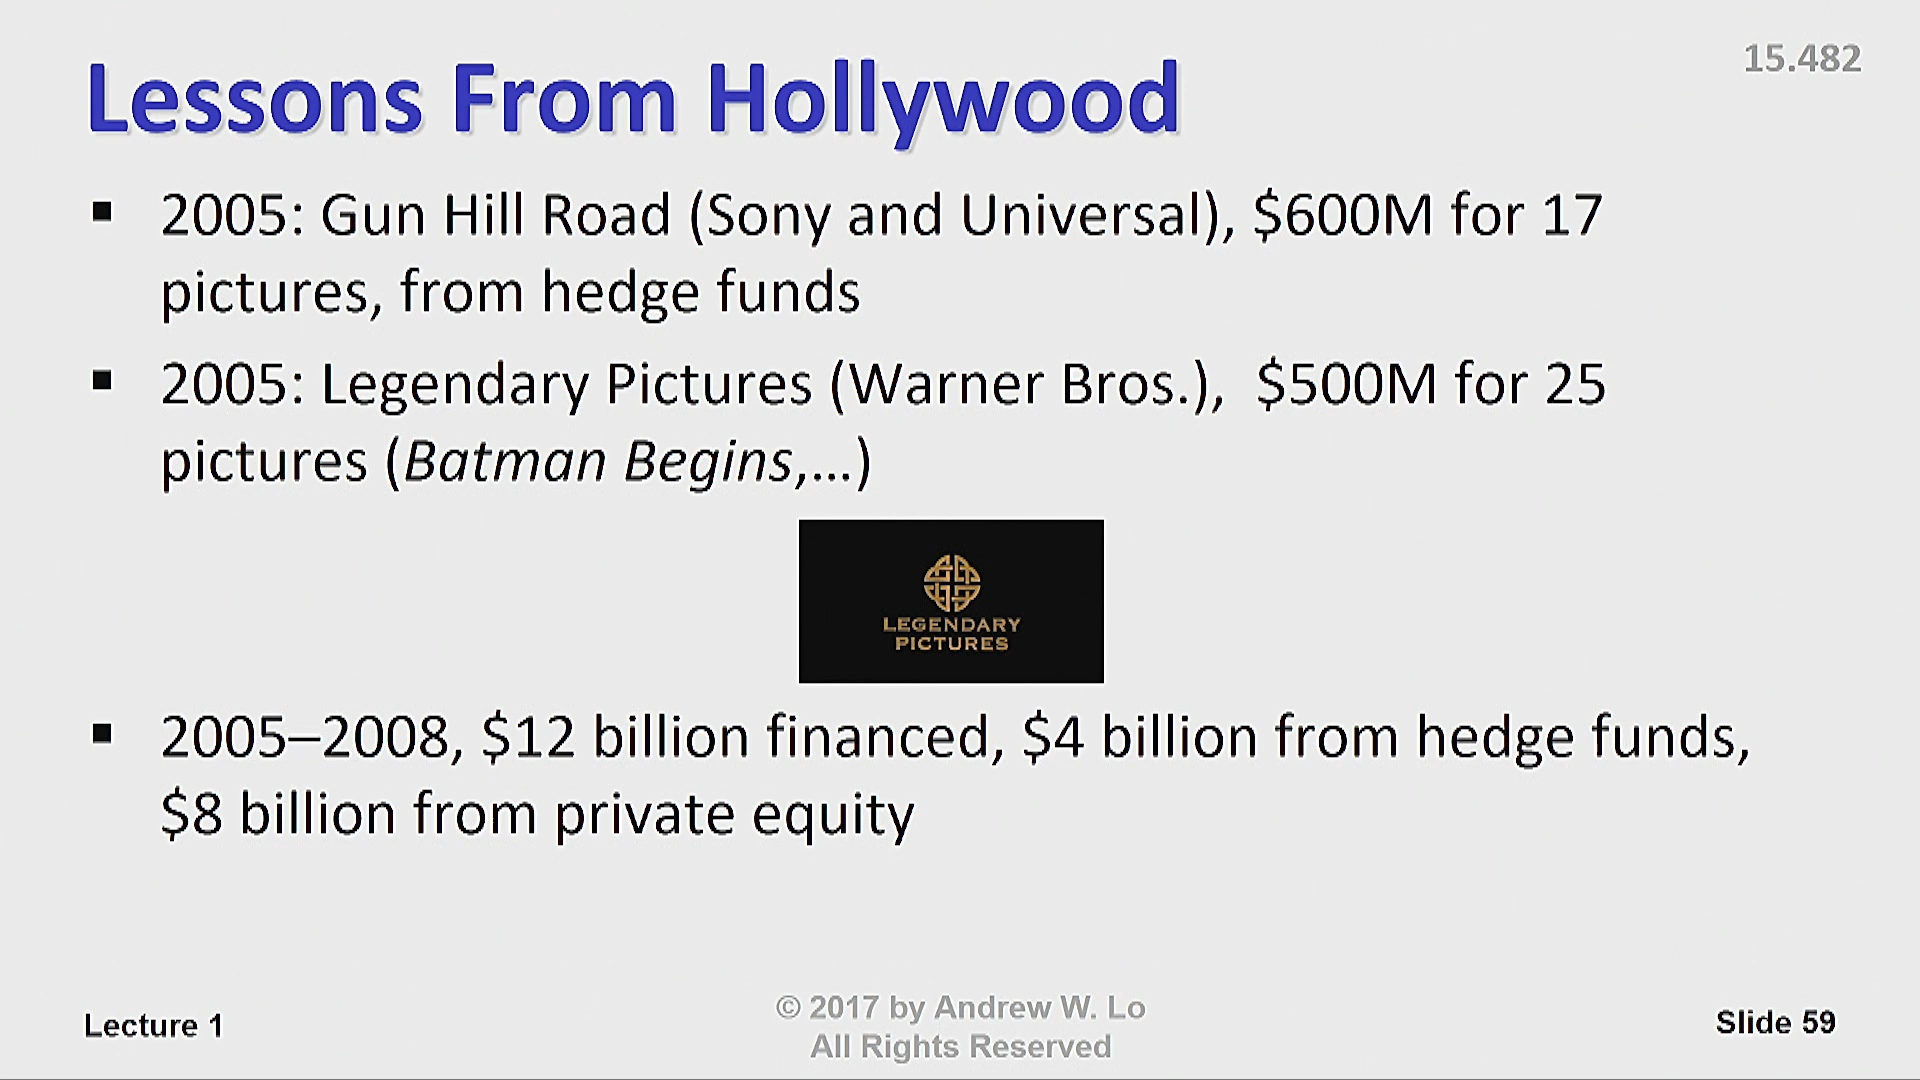 15.482
Lessons From Hollywood
▪ 2005: Gun Hill Road (Sony and Universal), $600M for 17
pictures, from hedge funds
▪ 2005: Legendary Pictures (Warner Bros.),  $500M for 25
pictures (Batman Begins,…)
LEGENDARY
PICTURES
▪ 2005–2008, $12 billion financed, $4 billion from hedge funds,
$8 billion from private equity
Lecture 1
© 2017 by Andrew W. Lo
All Rights Reserved
Slide 59